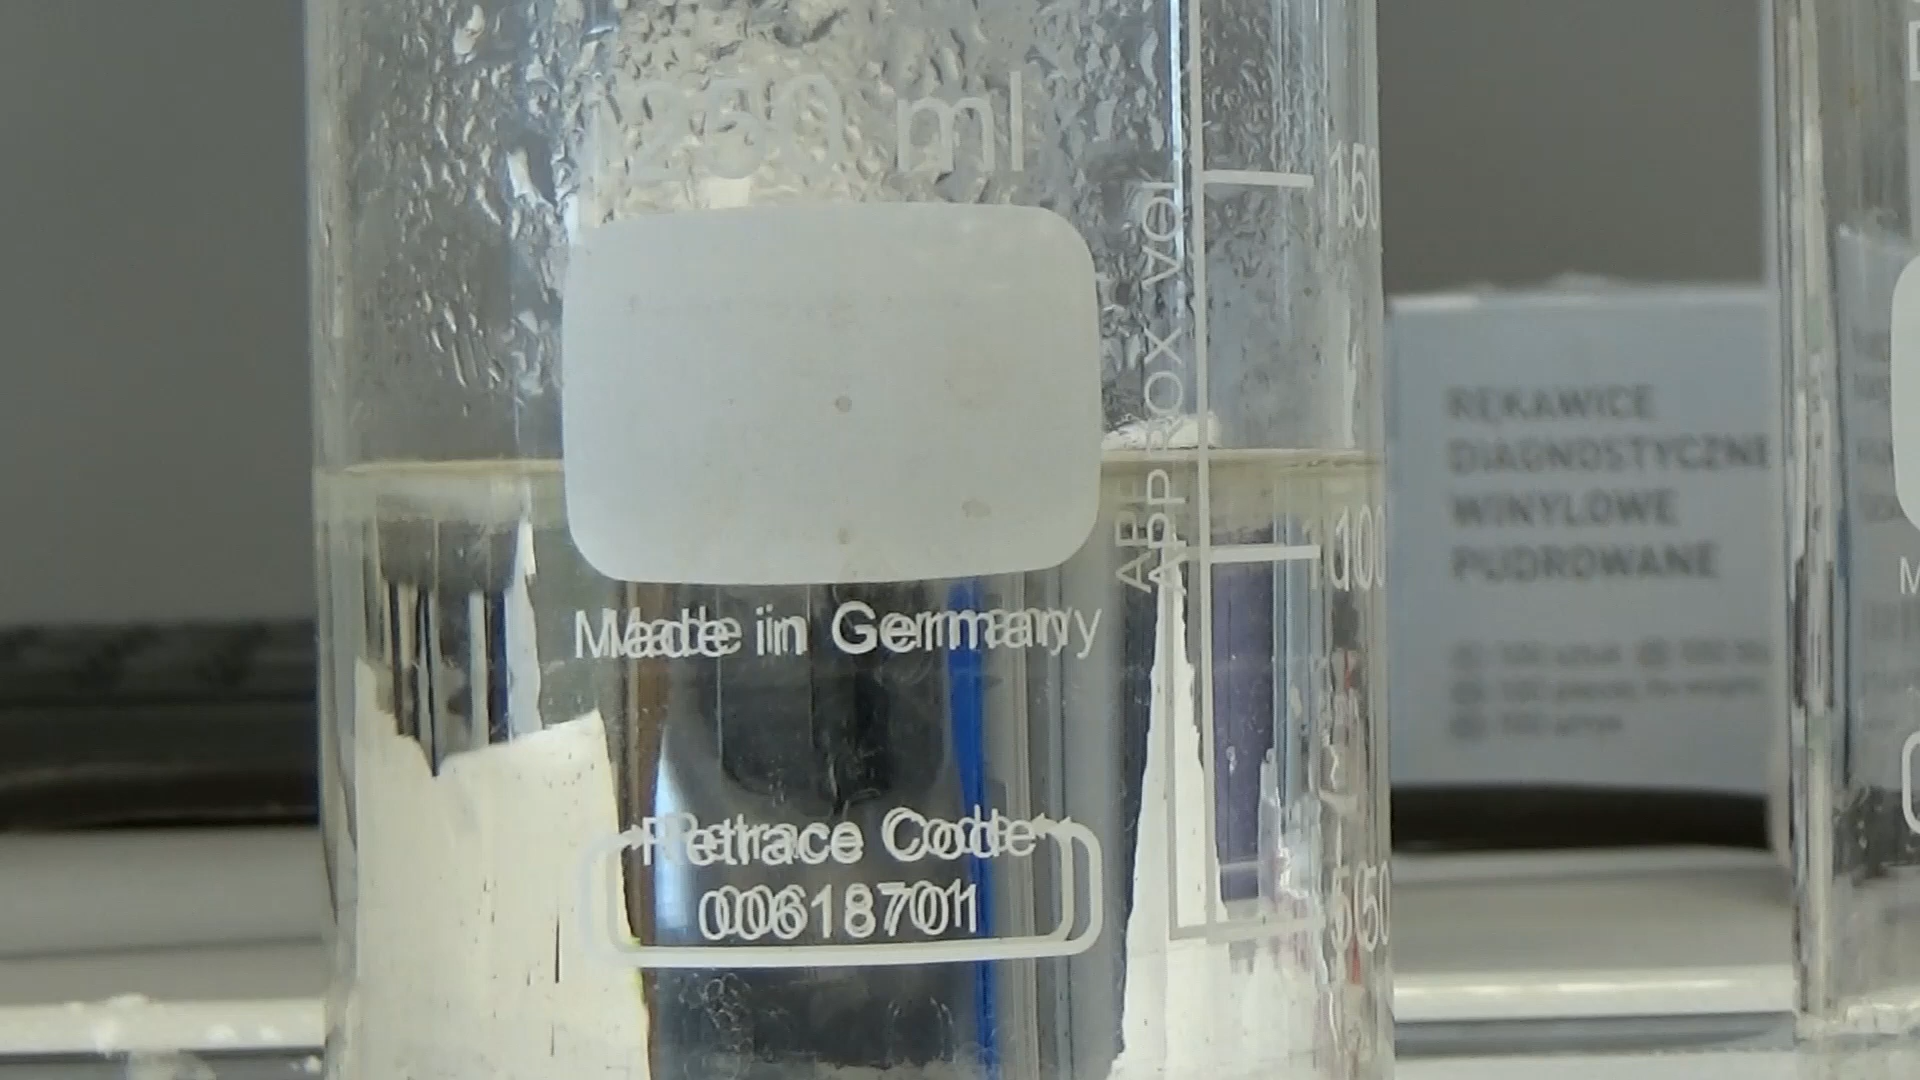 250 ml
150
APPROX VOL
100
Made in Germany
Retrace Code
00618701
50
RĘKAWICE
DIAGNOSTYCZNE
WINYLOWE
PUDROWANE